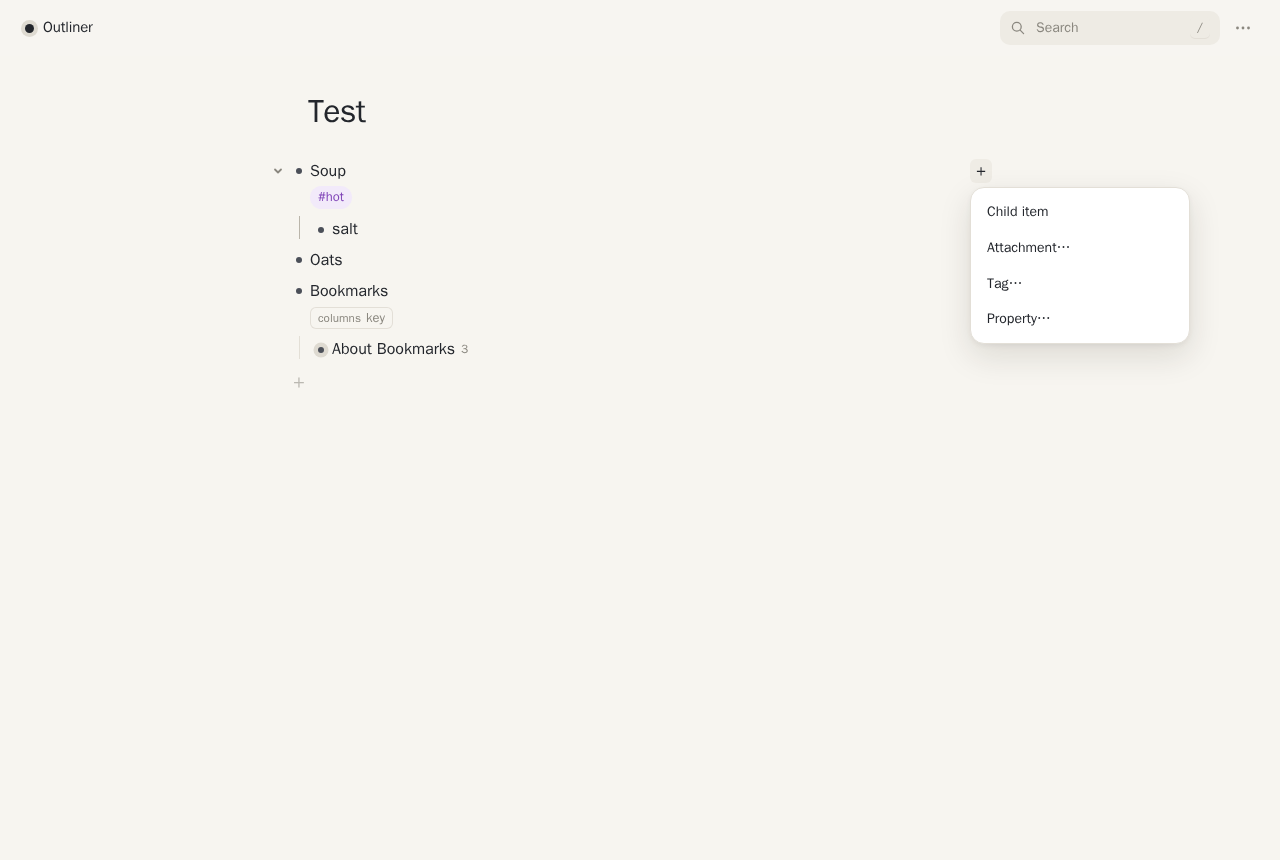 Outliner
Search /
Test
Soup
#hot
salt
Oats
Bookmarks
columns key
About Bookmarks 3
Child item
Attachment⋯
Tag⋯
Property⋯